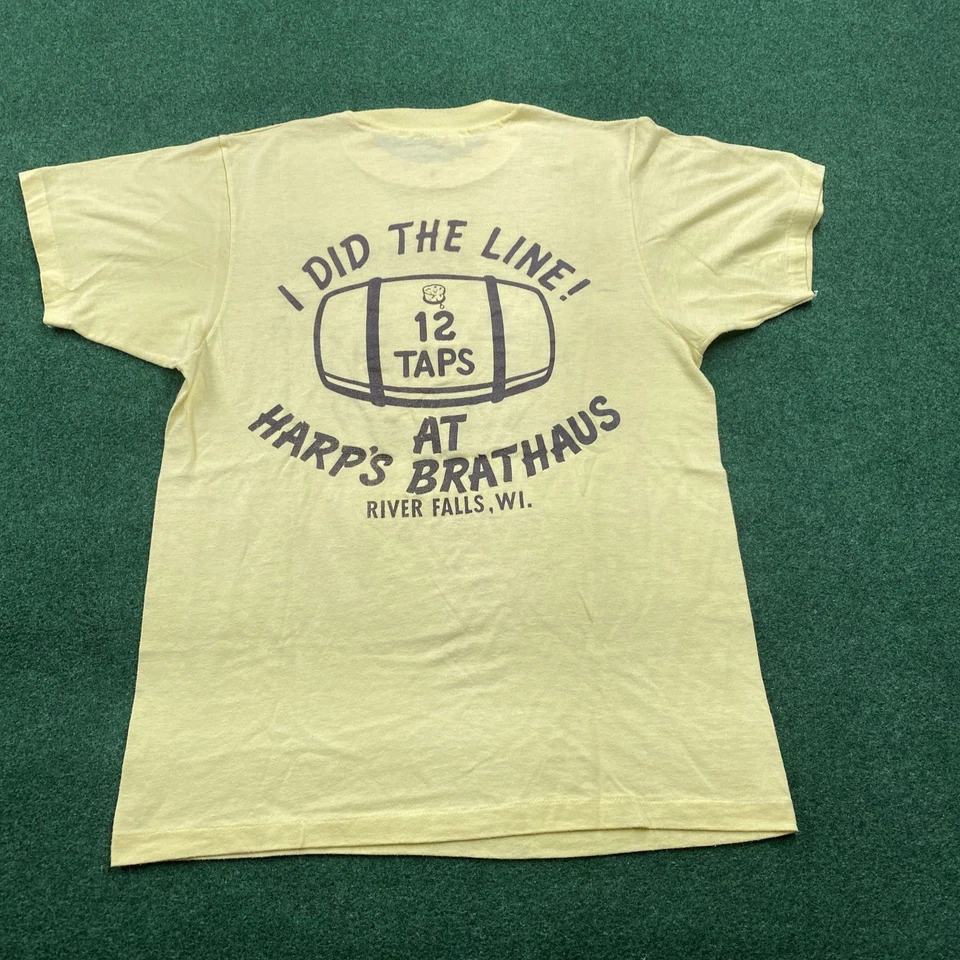 I DID THE LINE!
12
TAPS
AT
HARP'S BRATHAUS
RIVER FALLS, WI.